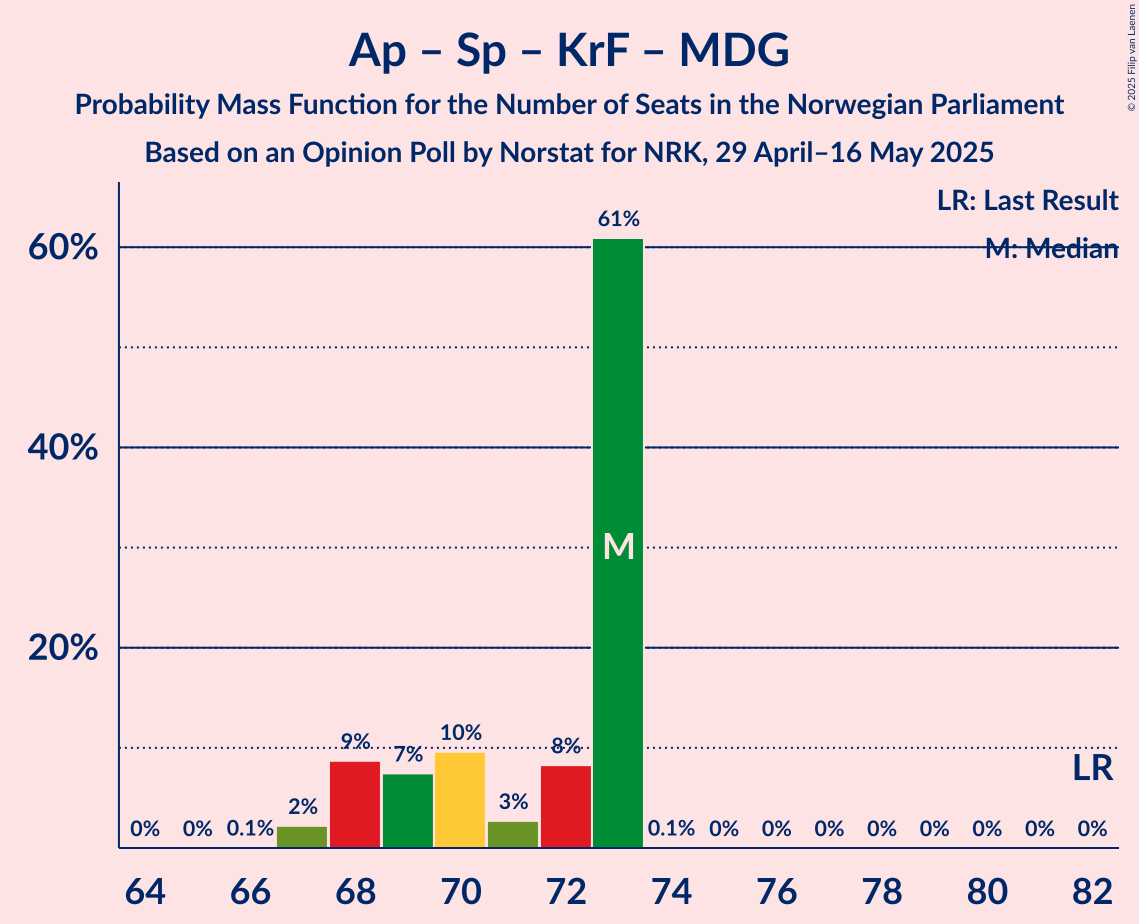 Ap – Sp – KrF – MDG
Probability Mass Function for the Number of Seats in the Norwegian Parliament
Based on an Opinion Poll by Norstat for NRK, 29 April–16 May 2025
© 2025 Filip van Laenen
LR: Last Result
M: Median
61%
60%
40%
M
20%
10%
9%
8%
7%
LR
2%
3%
0% 0% 0.1% 0.1% 0% 0% 0% 0% 0% 0% 0% 0%
64 66 68 70 72 74 76 78 80 82